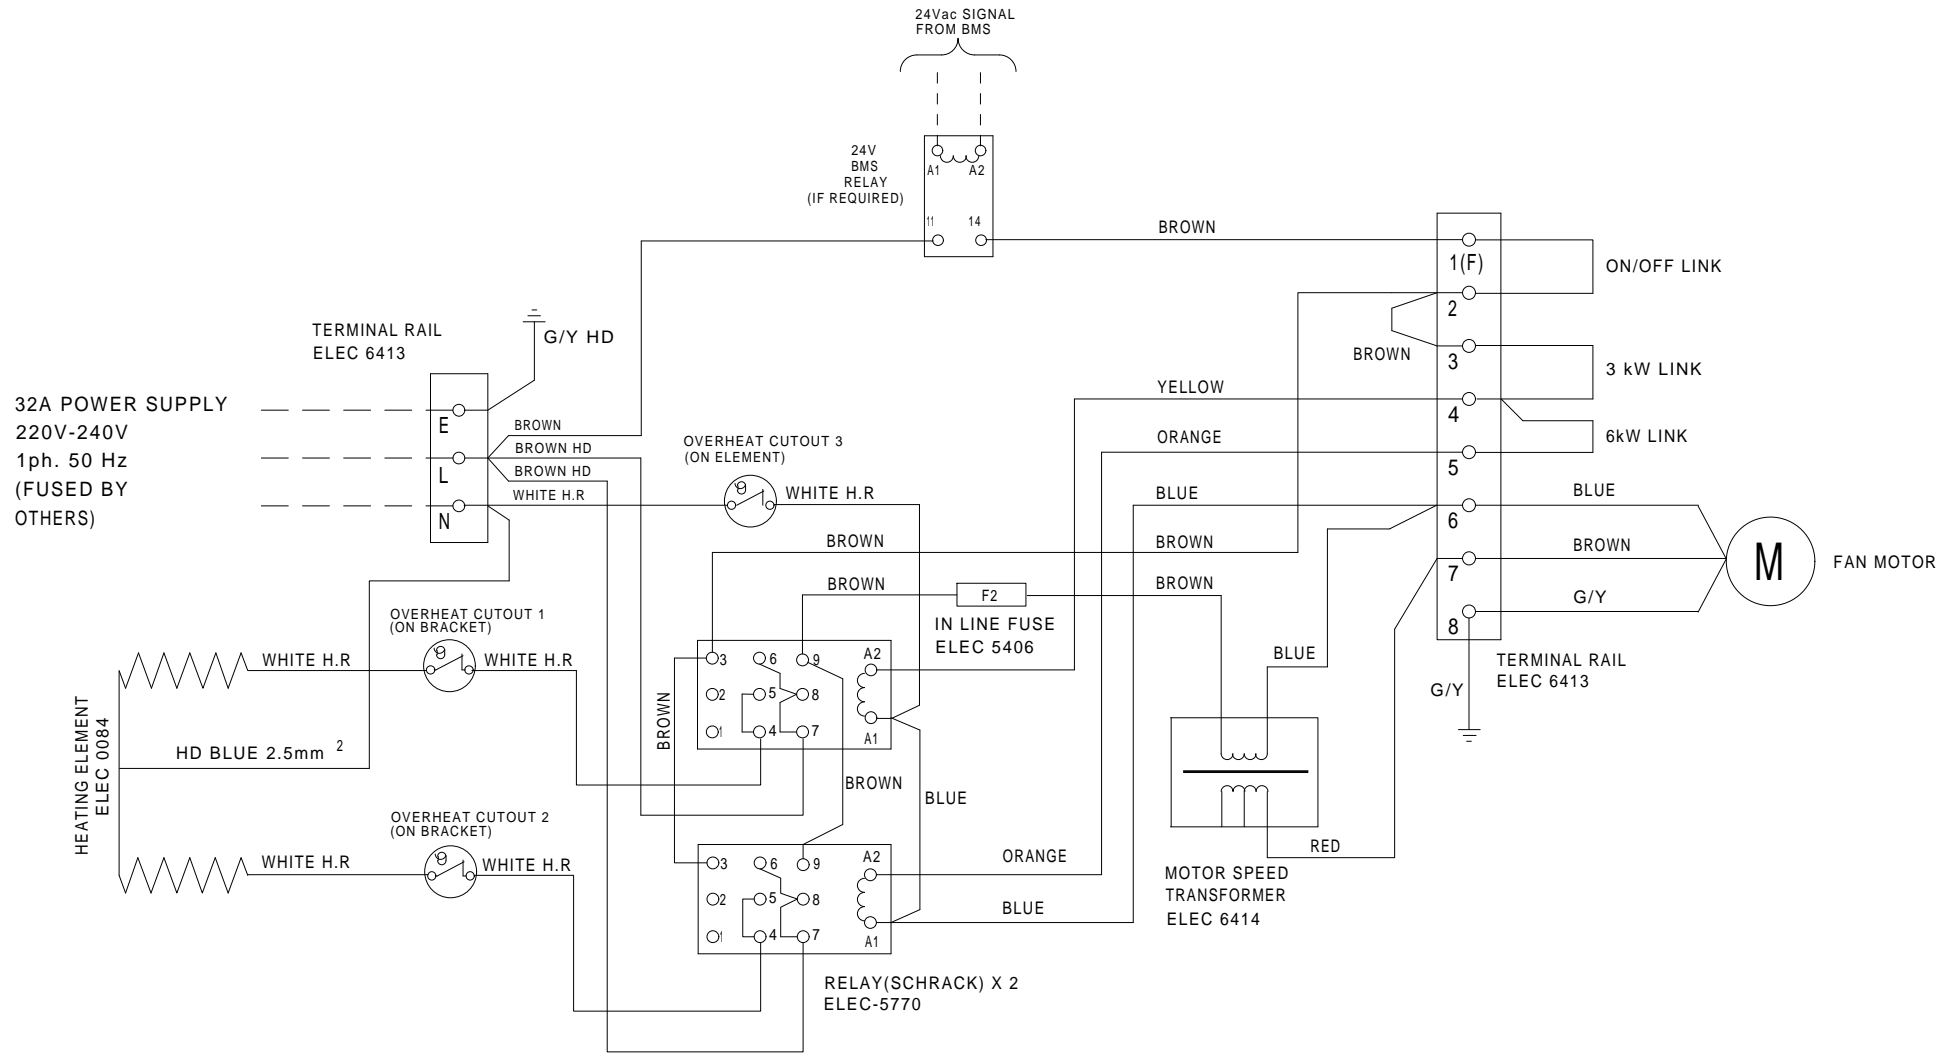 24Vac SIGNAL
FROM BMS
24V
BMS
RELAY
(IF REQUIRED)
A1 A2
11 14
BROWN
1(F)
ON/OFF LINK
2
BROWN
3
3 kW LINK
YELLOW
4
6kW LINK
ORANGE
5
BLUE
6
BLUE
BROWN
7
BROWN
M
FAN MOTOR
BROWN
G/Y
8
TERMINAL RAIL
ELEC 6413
G/Y
TERMINAL RAIL
ELEC 6413
G/Y HD
32A POWER SUPPLY
220V-240V
1ph. 50 Hz
(FUSED BY
OTHERS)
E
L
N
BROWN
BROWN HD
BROWN HD
WHITE H.R
OVERHEAT CUTOUT 3
(ON ELEMENT)
WHITE H.R
BROWN
BROWN
F2
IN LINE FUSE
ELEC 5406
BLUE
OVERHEAT CUTOUT 1
(ON BRACKET)
WHITE H.R
WHITE H.R
3 6 9 A2
2 5 8
1 4 7 A1
HEATING ELEMENT
ELEC 0084
HD BLUE 2.5mm 2
BROWN
BROWN
BLUE
OVERHEAT CUTOUT 2
(ON BRACKET)
WHITE H.R
WHITE H.R
3 6 9 A2
2 5 8
1 4 7 A1
ORANGE
BLUE
RED
MOTOR SPEED
TRANSFORMER
ELEC 6414
RELAY(SCHRACK) X 2
ELEC-5770